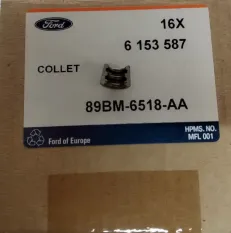 Ford
16X
6 153 587
COLLET
89BM-6518-AA
Ford of Europe
HPMS. NO.
MFL 001